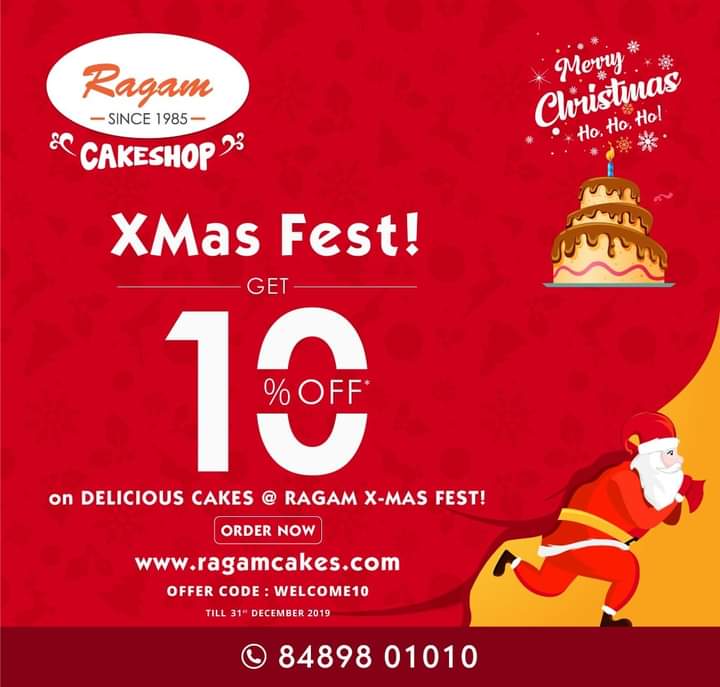 Ragam
SINCE 1985
CAKESHOP
Merry
Christmas
Ho, Ho, Ho!
XMas Fest!
GET
10
% OFF*
on DELICIOUS CAKES @ RAGAM X-MAS FEST!
ORDER NOW
www.ragamcakes.com
OFFER CODE : WELCOME10
TILL 31ST DECEMBER 2019
84898 01010